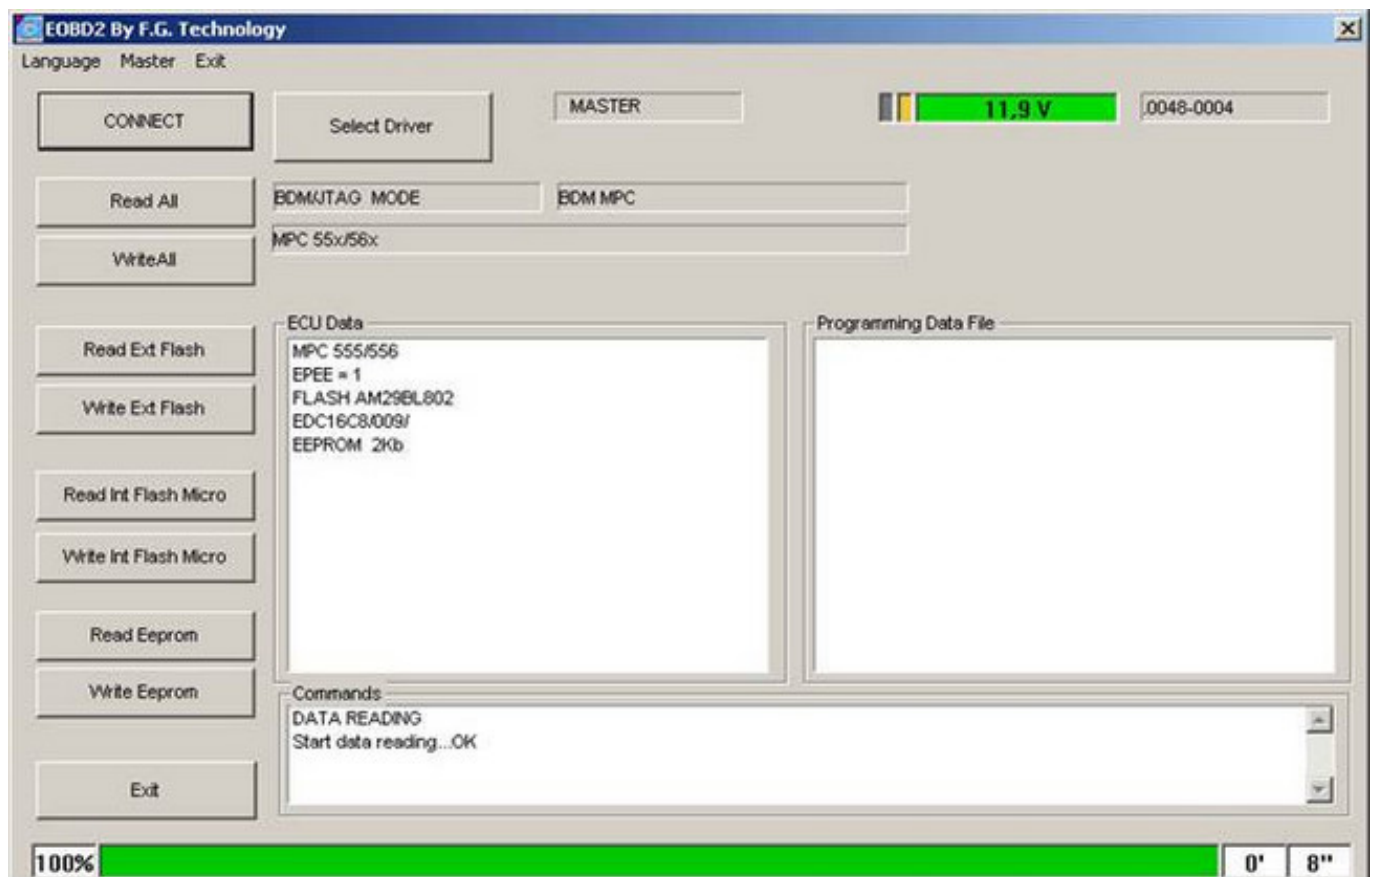 EOBD2 By F.G. Technology
Language Master Exit
CONNECT
Select Driver
MASTER
11,9 V
.0048-0004
Read All
BDM/JTAG MODE
BDM MPC
WriteAll
MPC 55x/56x
ECU Data
Programming Data File
Read Ext Flash
Write Ext Flash
Read Int Flash Micro
Write Int Flash Micro
Read Eeprom
Write Eeprom
MPC 555/556
EPEE = 1
FLASH AM29BL802
EDC16C8/009/
EEPROM 2Kb
Commands
DATA READING
Start data reading...OK
Exit
100%
0'
8''